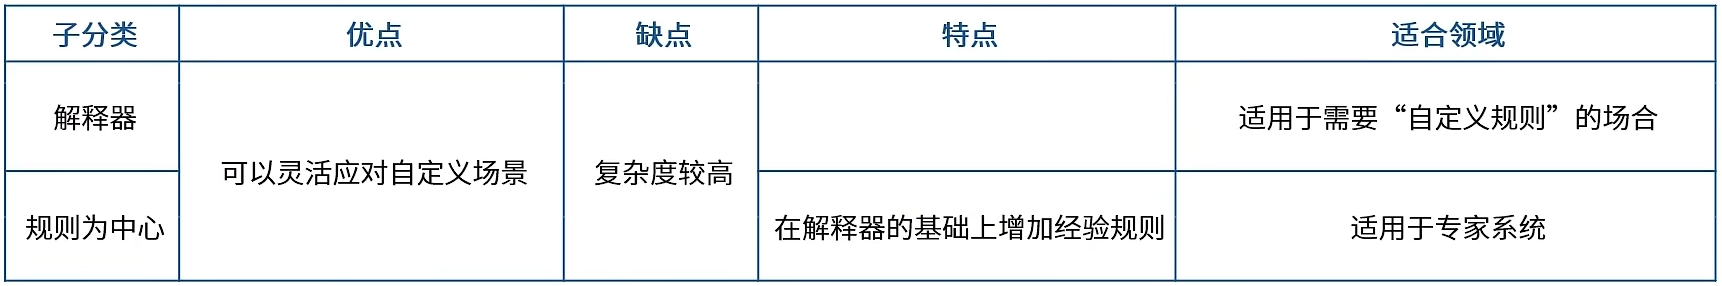 子分类 优点 缺点 特点 适合领域
解释器 适用于需要“自定义规则”的场合
可以灵活应对自定义场景 复杂度较高
规则为中心 在解释器的基础上增加经验规则 适用于专家系统